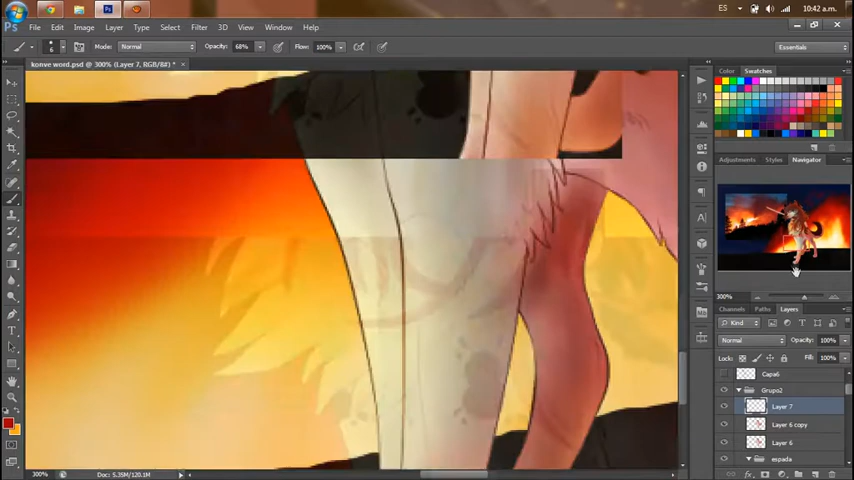 ES 10:42 a.m.
Ps File Edit Image Layer Type Select Filter 3D View Window Help
6 Mode: Normal Opacity: 68% Flow: 100% Essentials
konve word.psd @ 300% (Layer 7, RGB/8#) *
Color Swatches
Adjustments Styles Navigator
300%
Channels Paths Layers
Kind
Normal Opacity: 100%
Lock: Fill: 100%
Capa6
Grupo2
Layer 7
Layer 6 copy
Layer 6
espada
300% Doc: 5.35M/120.1M